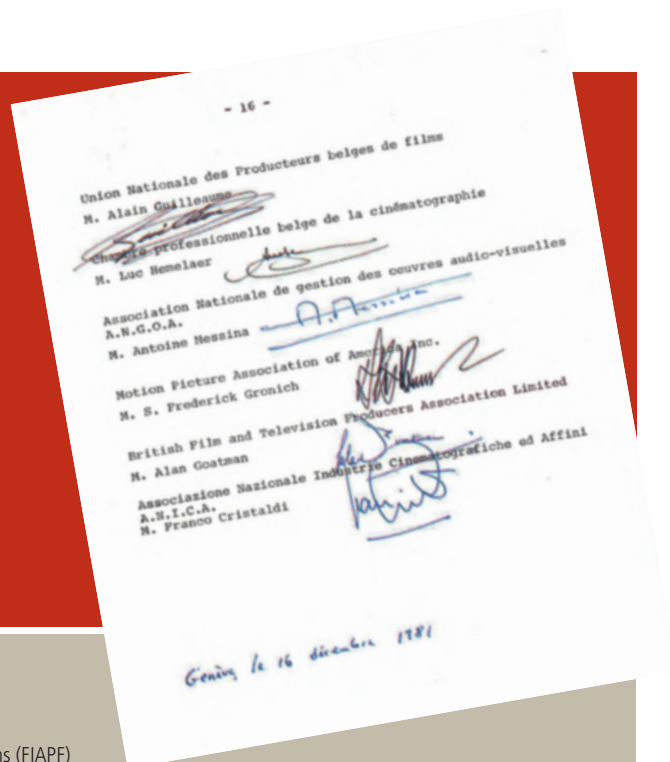 - 16 -
Union Nationale des Producteurs belges de films
M. Alain Guilleaume
Chambre professionnelle belge de la cinématographie
M. Luc Hemelaer
Association Nationale de gestion des oeuvres audio-visuelles
A.N.G.O.A.
M. Antoine Messina
A. Messina
Motion Picture Association of America Inc.
M. S. Frederick Gronich
British Film and Television Producers Association Limited
M. Alan Goatman
Associazione Nazionale Industrie Cinematografiche ed Affini
A.N.I.C.A.
M. Franco Cristaldi
Genève, le 16 décembre 1981
(FIAPF)